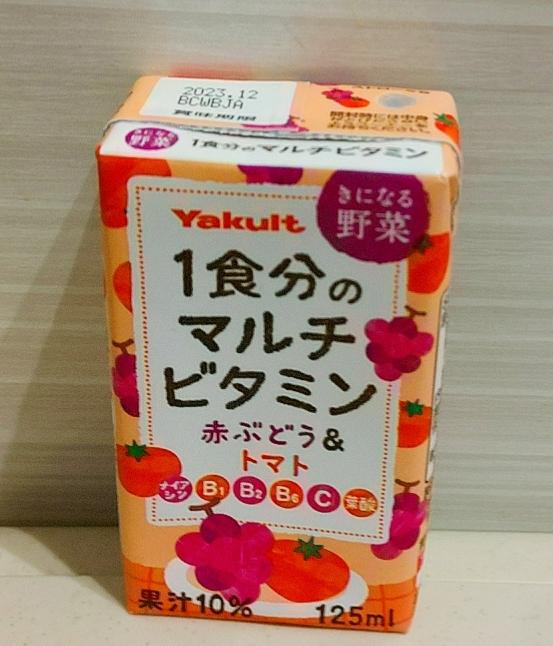 2023.12
BCWBJA
賞味期限
きになる
野菜
1食分のマルチビタミン
Yakult
きになる
野菜
1食分の
マルチ
ビタミン
赤ぶどう&
トマト
ナイアシン B1 B2 B6 C 葉酸
果汁10% 125ml